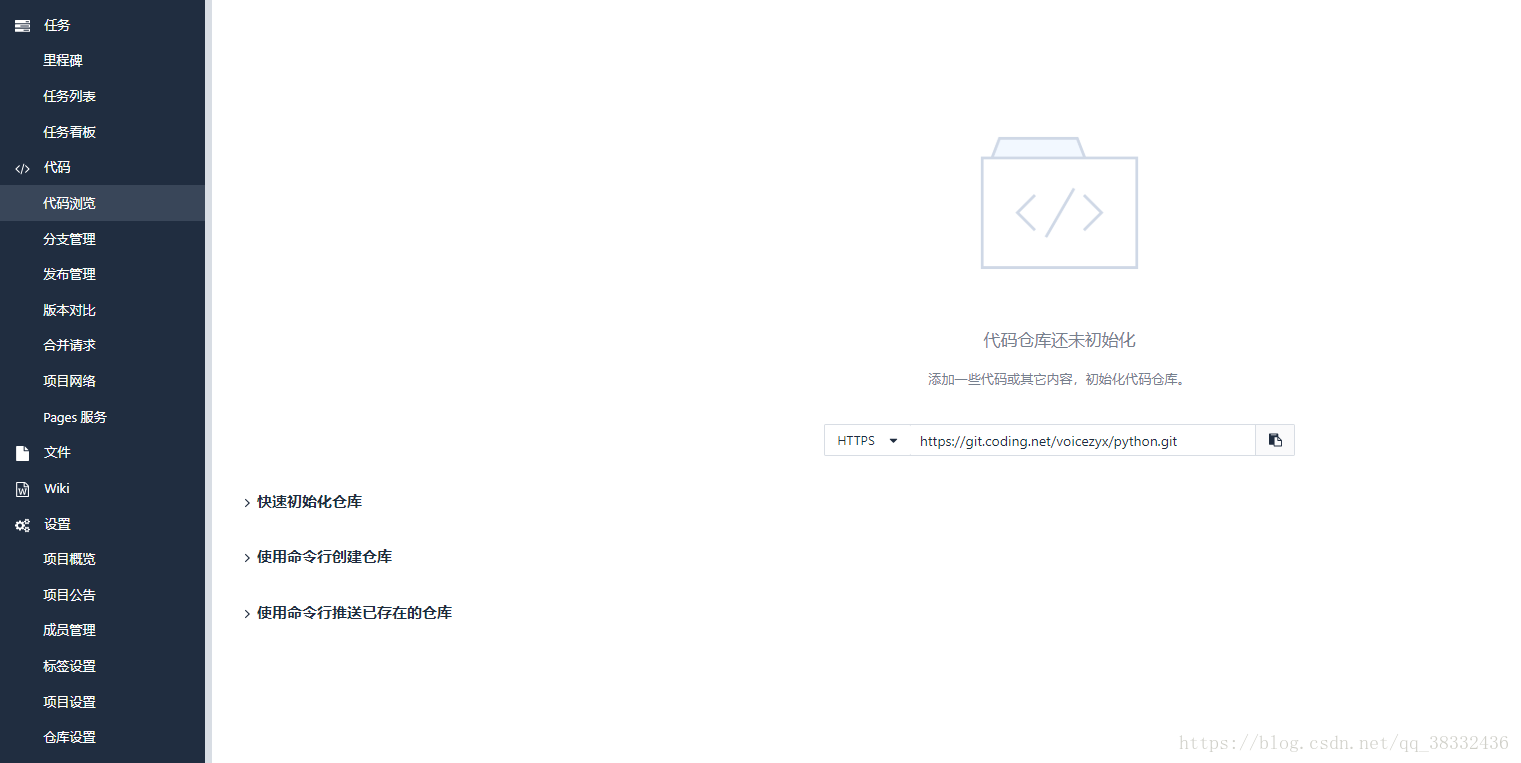 任务
里程碑
任务列表
任务看板
代码
代码浏览
分支管理
发布管理
版本对比
合并请求
项目网络
Pages 服务
文件
Wiki
设置
项目概览
项目公告
成员管理
标签设置
项目设置
仓库设置
</>
代码仓库还未初始化
添加一些代码或其它内容，初始化代码仓库。
HTTPS https://git.coding.net/voicezyx/python.git
快速初始化仓库
使用命令行创建仓库
使用命令行推送已存在的仓库
https://blog.csdn.net/qq_38332436